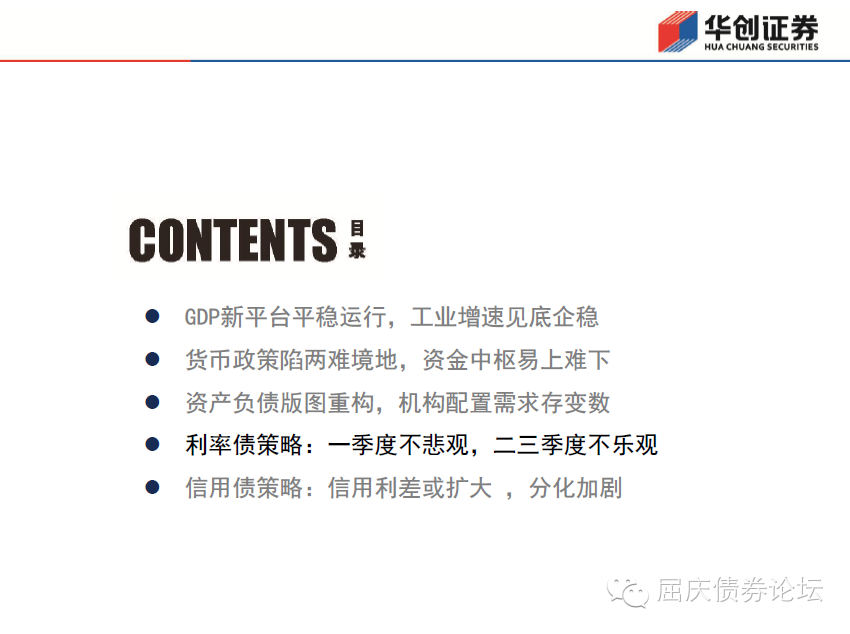 华创证券
HUA CHUANG SECURITIES
CONTENTS 目录
GDP新平台平稳运行，工业增速见底企稳
货币政策陷两难境地，资金中枢易上难下
资产负债版图重构，机构配置需求存变数
利率债策略：一季度不悲观，二三季度不乐观
信用债策略：信用利差或扩大 ，分化加剧
屈庆债券论坛